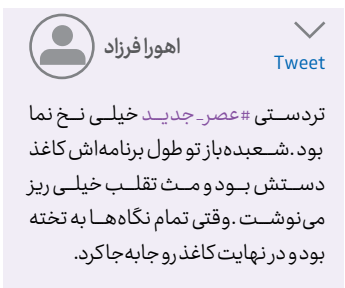 اهورا فرزاد
Tweet
تردستی #عصر_جدید خیلی نخ نما
بود. شعبده‌باز تو طول برنامه‌اش کاغذ
دستش بود و مث تقلب خیلی ریز
می‌نوشت. وقتی تمام نگاه‌ها به تخته
بود و در نهایت کاغذ رو جابه‌جا کرد.